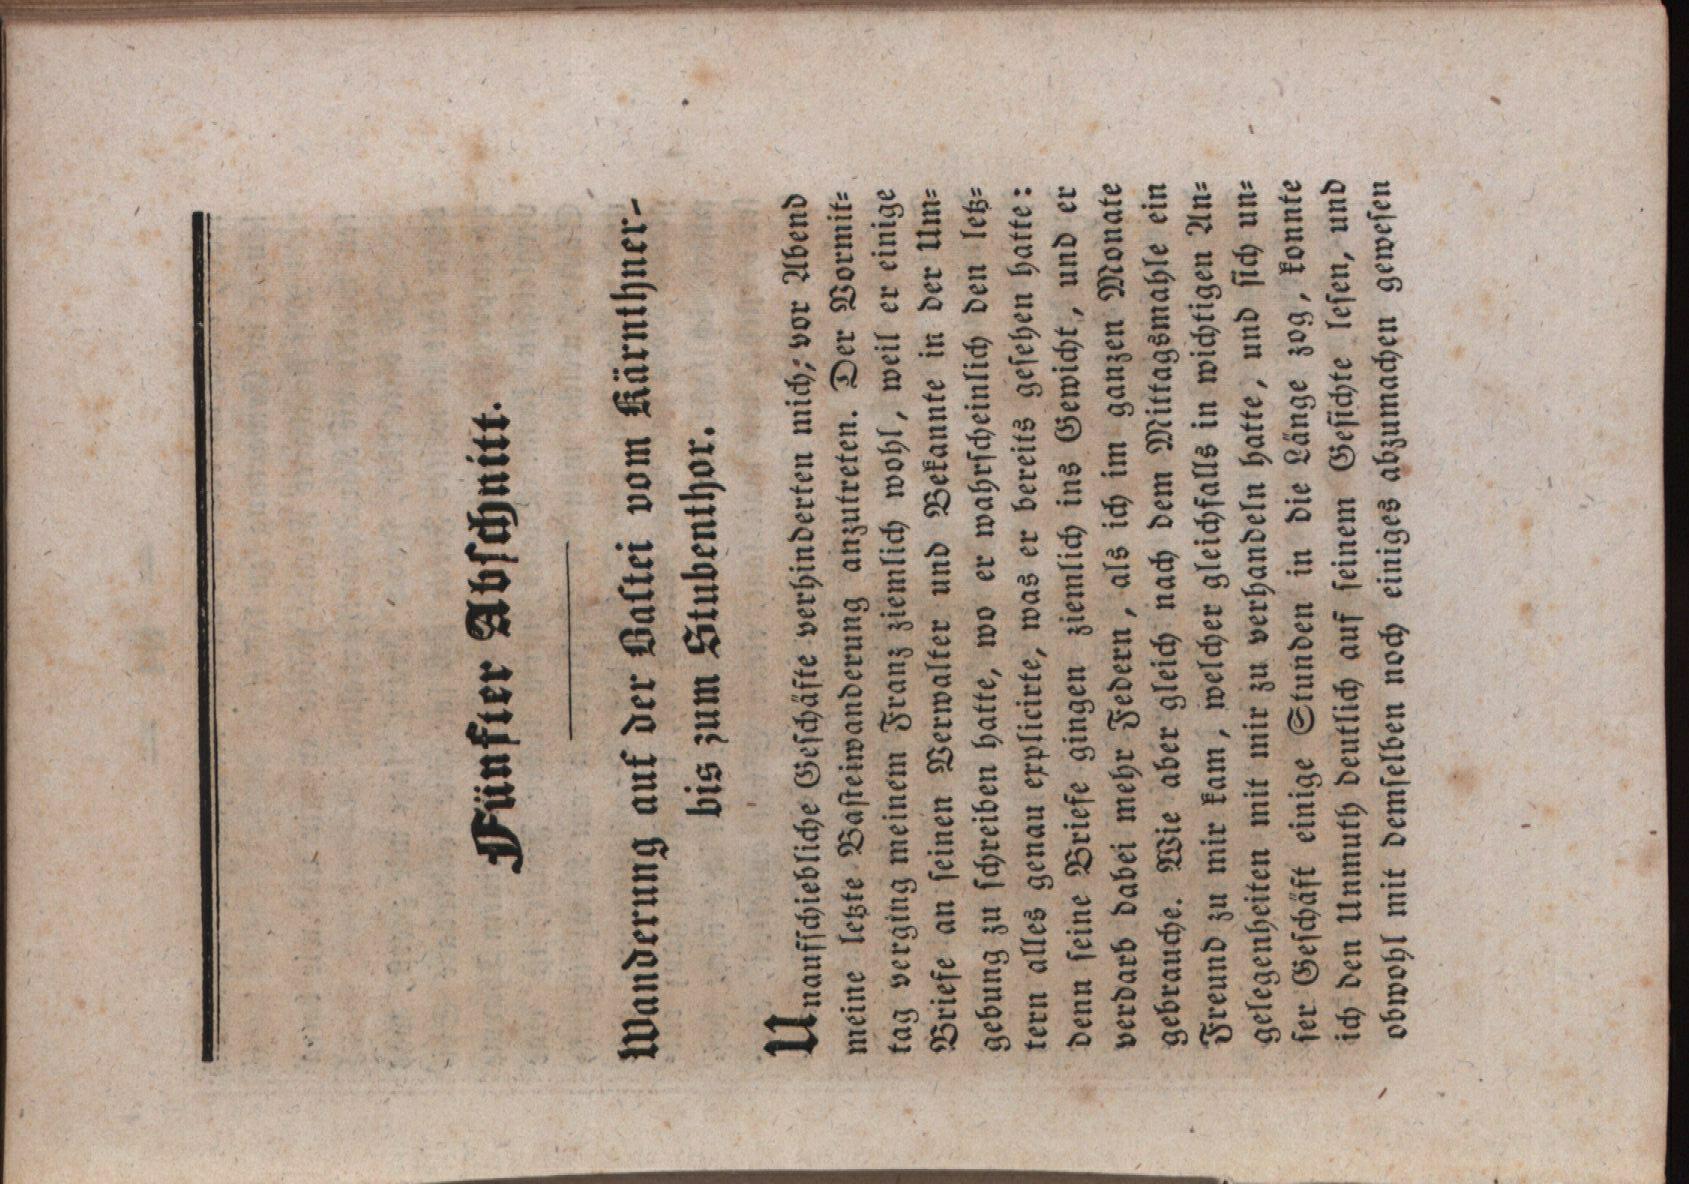 Fünfter Abschnitt.
Wanderung auf der Bastei vom Kärnthner-
bis zum Stubenthor.
Unaufschiebliche Geschäfte verhinderten mich, vor Abend
meine letzte Basteiwanderung anzutreten. Der Vormit-
tag verging meinem Franz ziemlich wohl, weil er einige
Briefe an seinen Verwalter und Bekannte in der Um-
gebung zu schreiben hatte, wo er wahrscheinlich den letz-
tern alles genau explicirte, was er bereits gesehen hatte:
denn seine Briefe gingen ziemlich ins Gewicht, und er
verdarb dabei mehr Federn, als ich im ganzen Monate
gebrauche. Wie aber gleich nach dem Mittagsmahle ein
Freund zu mir kam, welcher gleichfalls in wichtigen An-
gelegenheiten mit mir zu verhandeln hatte, und sich un-
ser Geschäft einige Stunden in die Länge zog, konnte
ich den Unmuth deutlich auf seinem Gesichte lesen, und
obwohl mit demselben noch einiges abzumachen gewesen